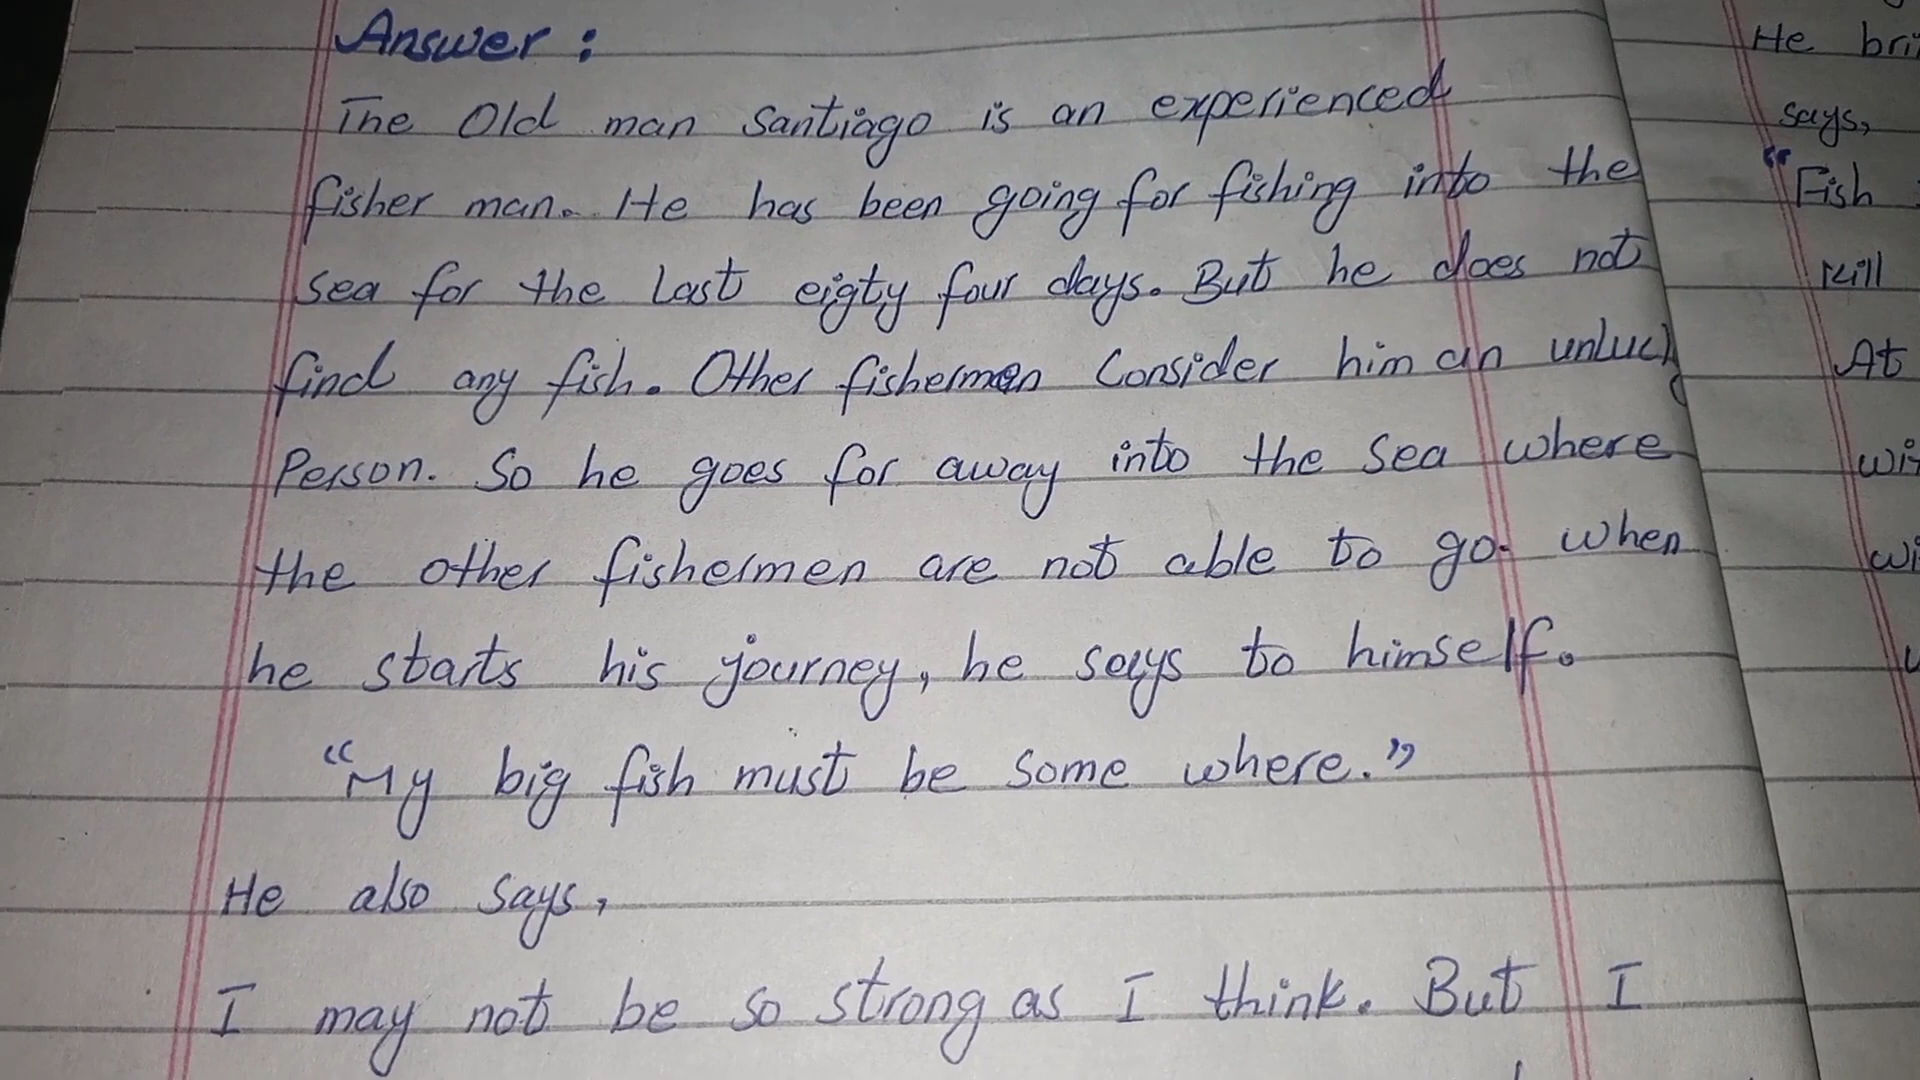 Answer :
The Old man Santiago is an experienced
fisher man. He has been going for fishing into the
sea for the last eigty four days. But he does not
find any fish. Other fishermen Consider him an unlucky
Person. So he goes for away into the sea where
the other fishermen are not able to go. when
he starts his journey, he says to himself.
"My big fish must be some where."
He also says,
I may not be so strong as I think. But I
He
says,
"Fish
kill
At